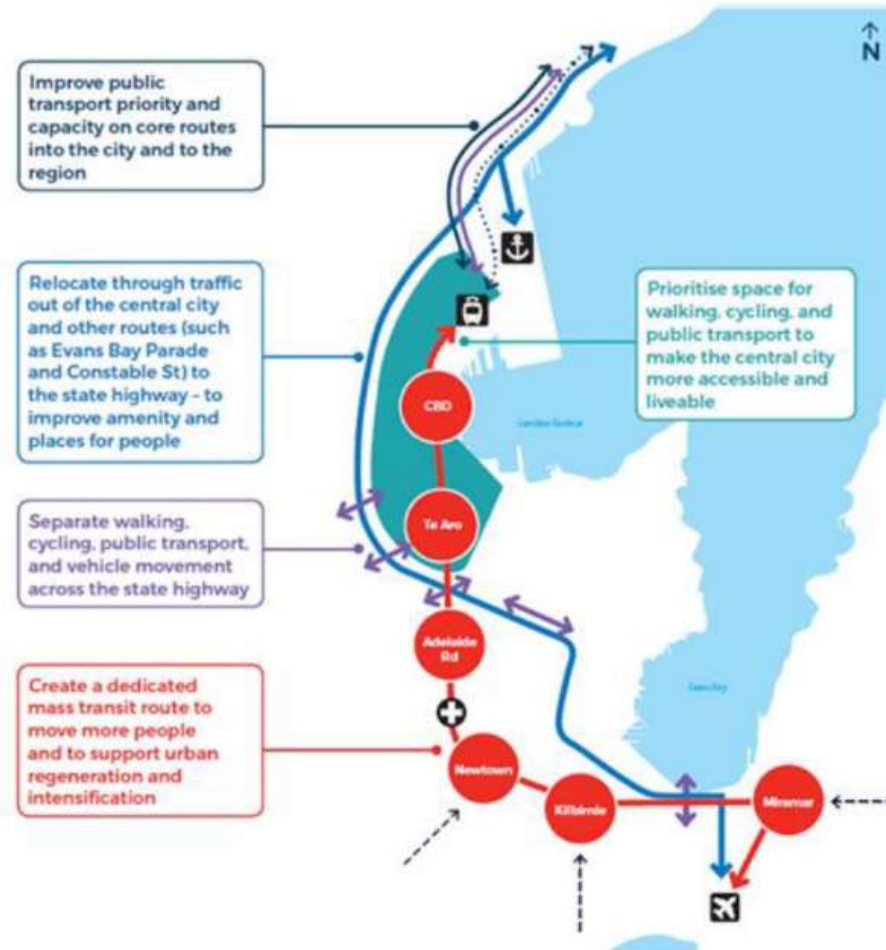 N
Improve public
transport priority and
capacity on core routes
into the city and to the
region
Relocate through traffic
out of the central city
and other routes (such
as Evans Bay Parade
and Constable St) to
the state highway – to
improve amenity and
places for people
Prioritise space for
walking, cycling, and
public transport to
make the central city
more accessible and
liveable
CBD
Te Aro
Separate walking,
cycling, public transport,
and vehicle movement
across the state highway
Adelaide
Rd
Create a dedicated
mass transit route to
move more people
and to support urban
regeneration and
intensification
Newtown
Kilbirnie
Miramar